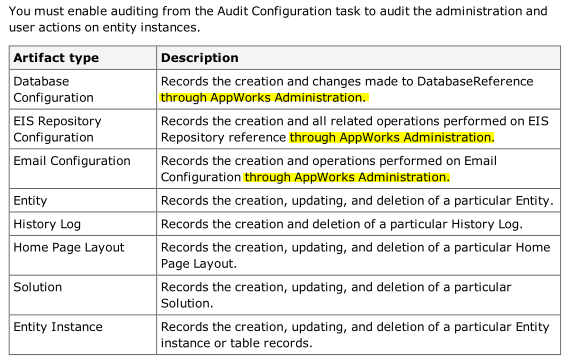 You must enable auditing from the Audit Configuration task to audit the administration and
user actions on entity instances.
Artifact type Description
Database
Configuration
Records the creation and changes made to DatabaseReference
through AppWorks Administration.
EIS Repository
Configuration
Records the creation and all related operations performed on EIS
Repository reference through AppWorks Administration.
Email Configuration
Records the creation and operations performed on Email
Configuration through AppWorks Administration.
Entity
Records the creation, updating, and deletion of a particular Entity.
History Log
Records the creation and deletion of a particular History Log.
Home Page Layout
Records the creation, updating, and deletion of a particular Home
Page Layout.
Solution
Records the creation, updating, and deletion of a particular
Solution.
Entity Instance
Records the creation, updating, and deletion of a particular Entity
instance or table records.